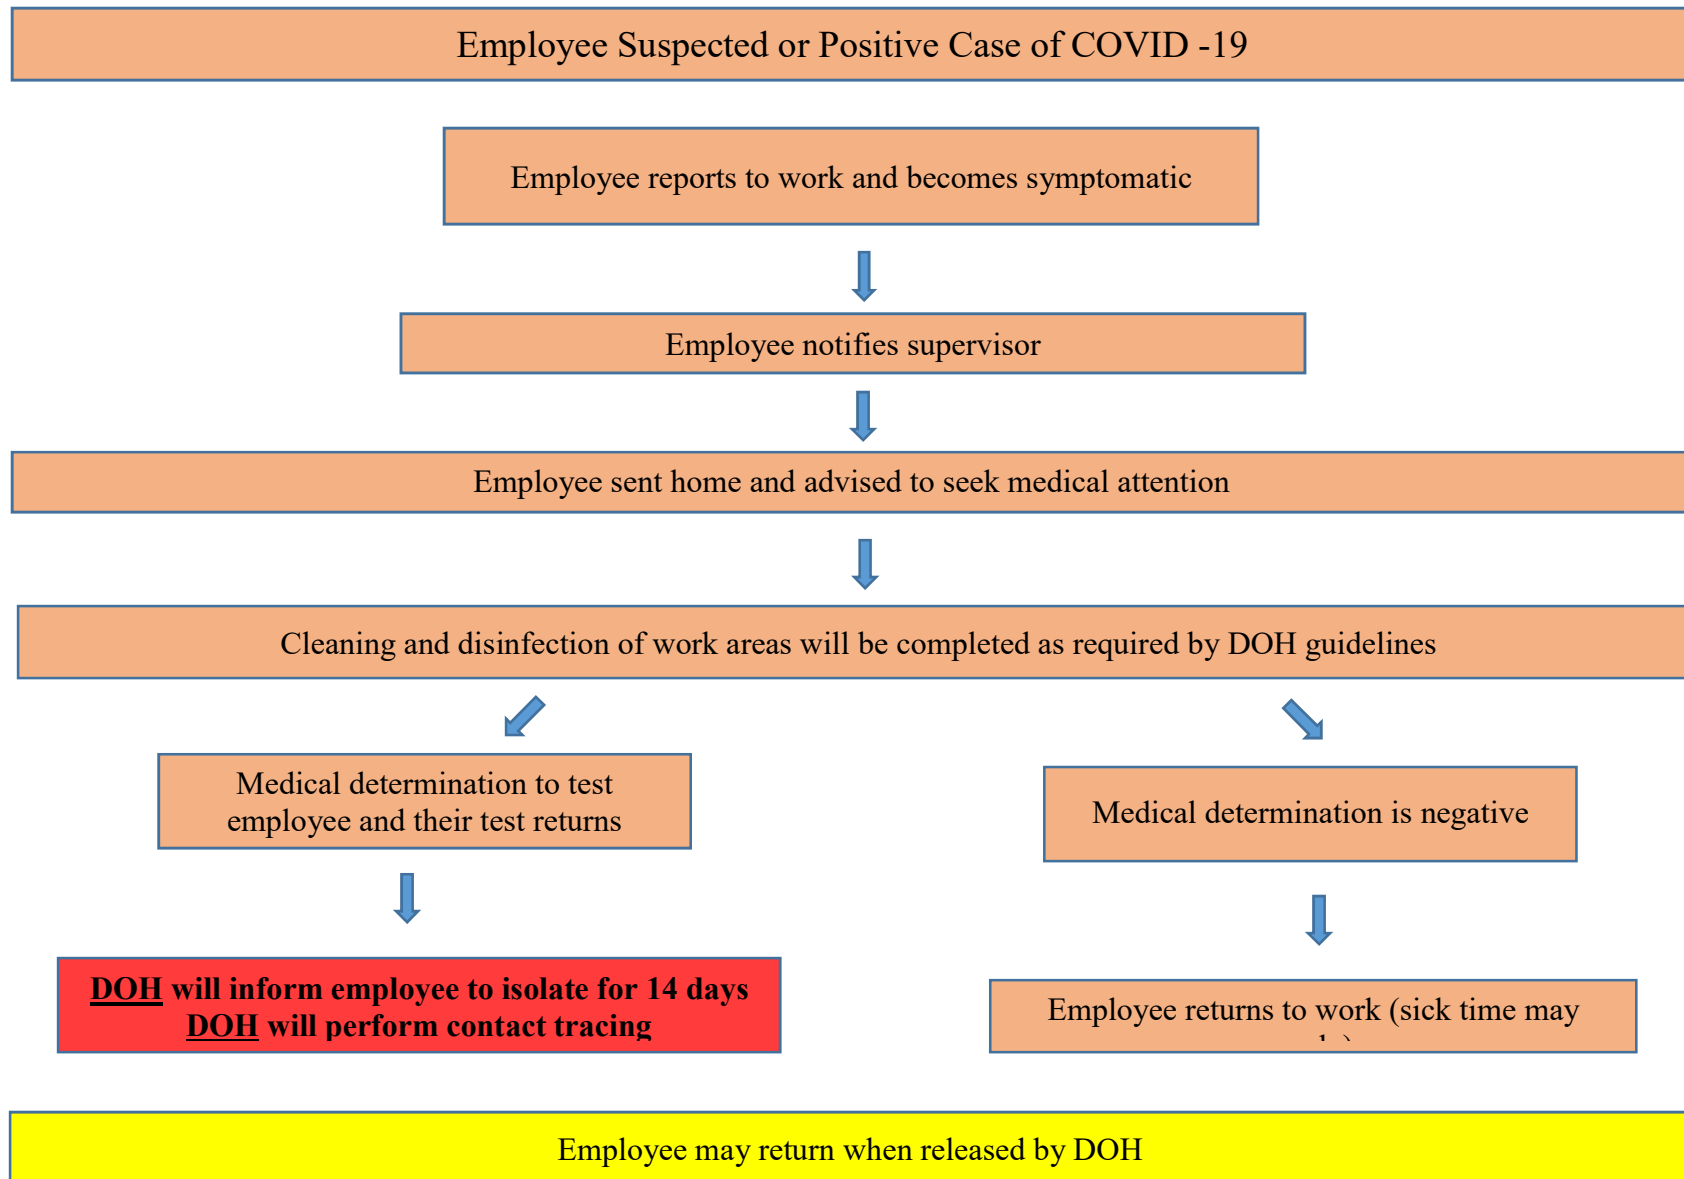 Employee Suspected or Positive Case of COVID -19
Employee reports to work and becomes symptomatic
Employee notifies supervisor
Employee sent home and advised to seek medical attention
Cleaning and disinfection of work areas will be completed as required by DOH guidelines
Medical determination to test
employee and their test returns
Medical determination is negative
DOH will inform employee to isolate for 14 days
DOH will perform contact tracing
Employee returns to work (sick time may
Employee may return when released by DOH